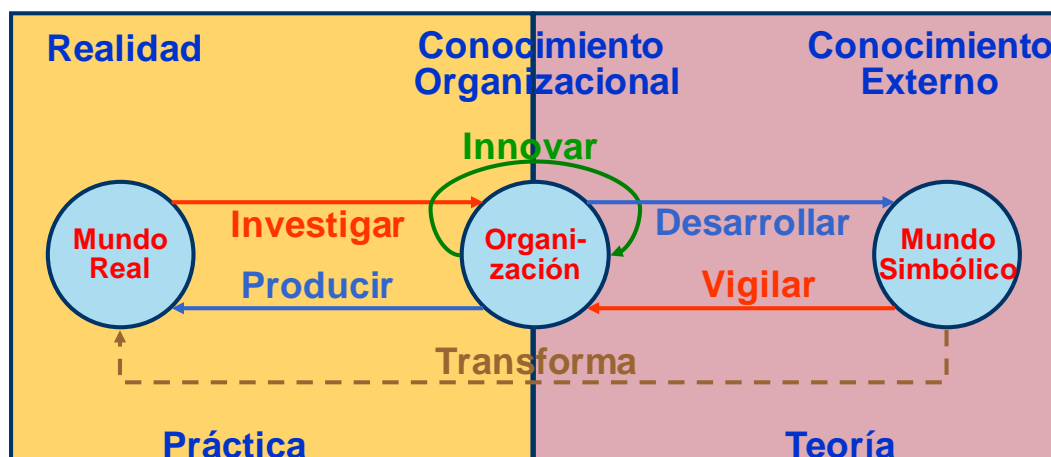 Realidad
Conocimiento
Organizacional
Conocimiento
Externo
Innovar
Investigar
Desarrollar
Mundo
Real
Organi-
zación
Mundo
Simbólico
Producir
Vigilar
Transforma
Práctica
Teoría